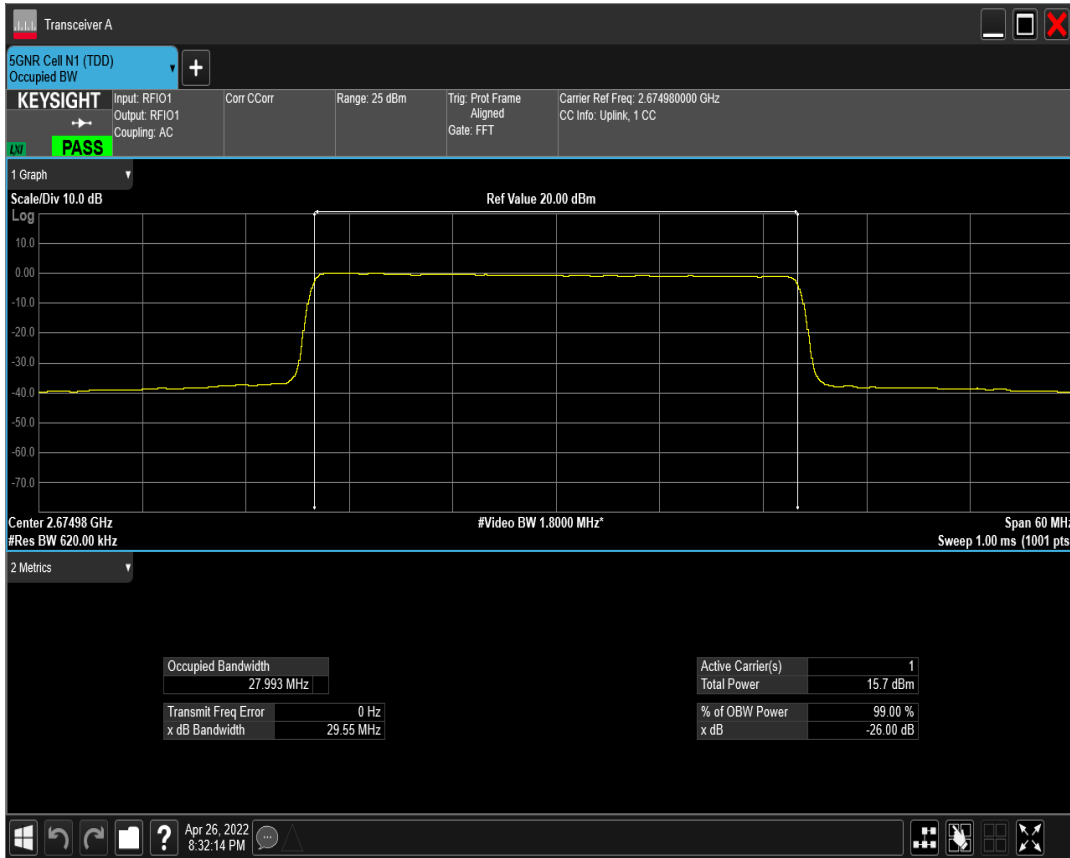 Transceiver A
5GNR Cell N1 (TDD)
Occupied BW
+
KEYSIGHT
LXI
PASS
Input: RFIO1
Output: RFIO1
Coupling: AC
Corr CCorr
Range: 25 dBm
Trig: Prot Frame
Aligned
Gate: FFT
Carrier Ref Freq: 2.674980000 GHz
CC Info: Uplink, 1 CC
1 Graph
Scale/Div 10.0 dB
Ref Value 20.00 dBm
Log
10.0
0.00
-10.0
-20.0
-30.0
-40.0
-50.0
-60.0
-70.0
Center 2.67498 GHz
#Video BW 1.8000 MHz*
Span 60 MHz
#Res BW 620.00 kHz
Sweep 1.00 ms (1001 pts
2 Metrics
Occupied Bandwidth
27.993 MHz
Transmit Freq Error 0 Hz
x dB Bandwidth 29.55 MHz
Active Carrier(s) 1
Total Power 15.7 dBm
% of OBW Power 99.00 %
x dB -26.00 dB
?
Apr 26, 2022
8:32:14 PM